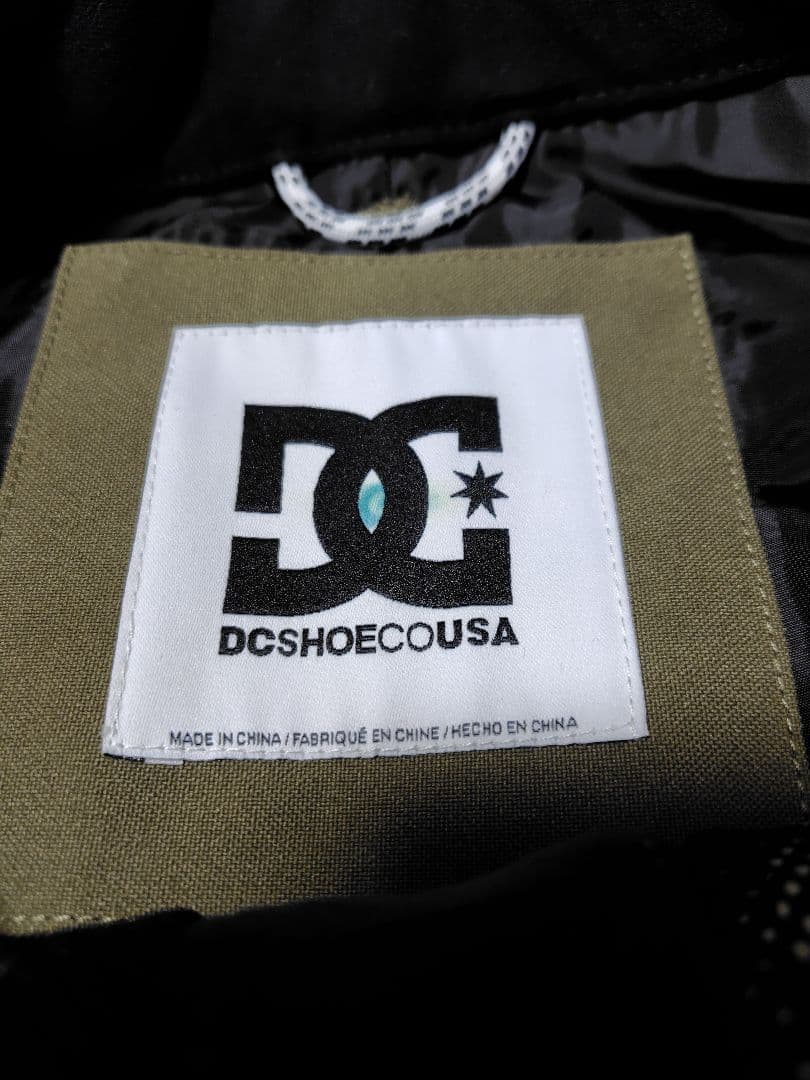 DC
DCSHOECOUSA
MADE IN CHINA / FABRIQUÉ EN CHINE / HECHO EN CHINA